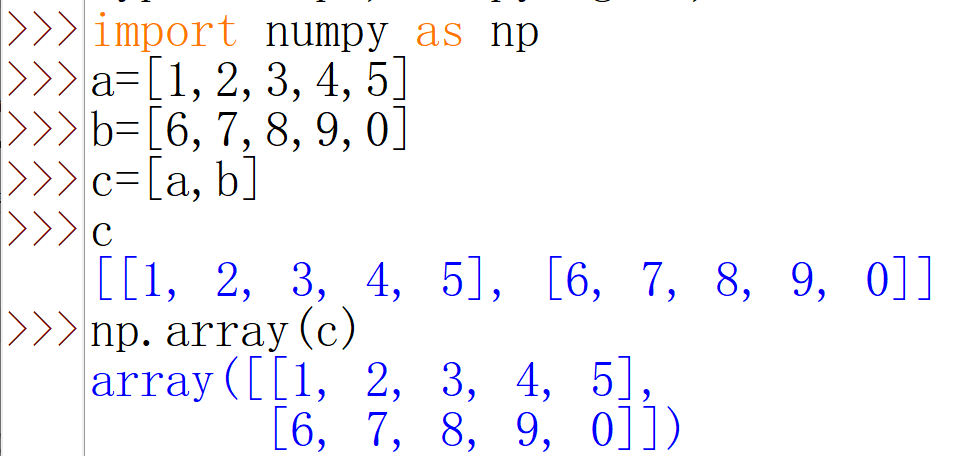 >>> import numpy as np
>>> a=[1,2,3,4,5]
>>> b=[6,7,8,9,0]
>>> c=[a,b]
>>> c
[[1, 2, 3, 4, 5], [6, 7, 8, 9, 0]]
>>> np.array(c)
array([[1, 2, 3, 4, 5],
[6, 7, 8, 9, 0]])